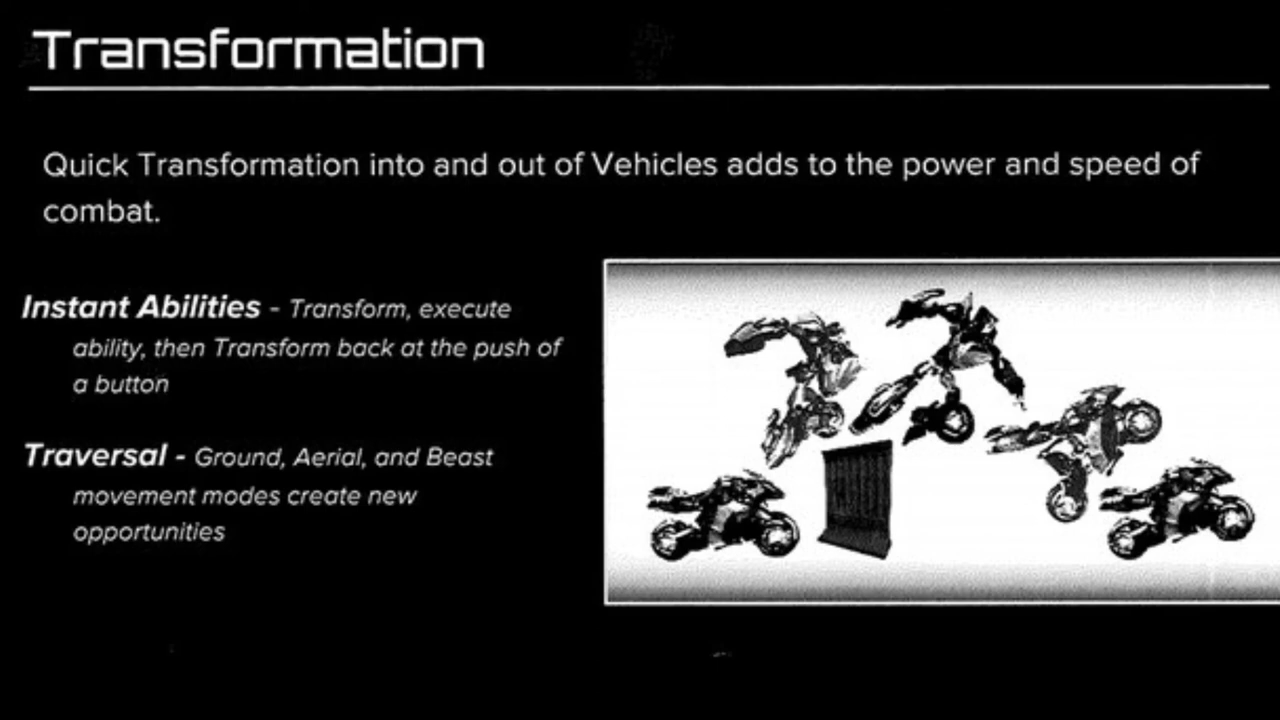 Transformation
Quick Transformation into and out of Vehicles adds to the power and speed of
combat.
Instant Abilities - Transform, execute
ability, then Transform back at the push of
a button
Traversal - Ground, Aerial, and Beast
movement modes create new
opportunities